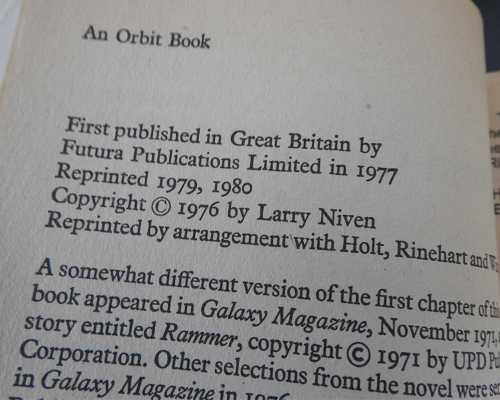 An Orbit Book
First published in Great Britain by
Futura Publications Limited in 1977
Reprinted 1979, 1980
Copyright © 1976 by Larry Niven
Reprinted by arrangement with Holt, Rinehart and
A somewhat different version of the first chapter of
book appeared in Galaxy Magazine, November 1971,
story entitled Rammer, copyright © 1971 by UPD
Corporation. Other selections from the novel were
in Galaxy Magazine in 1976